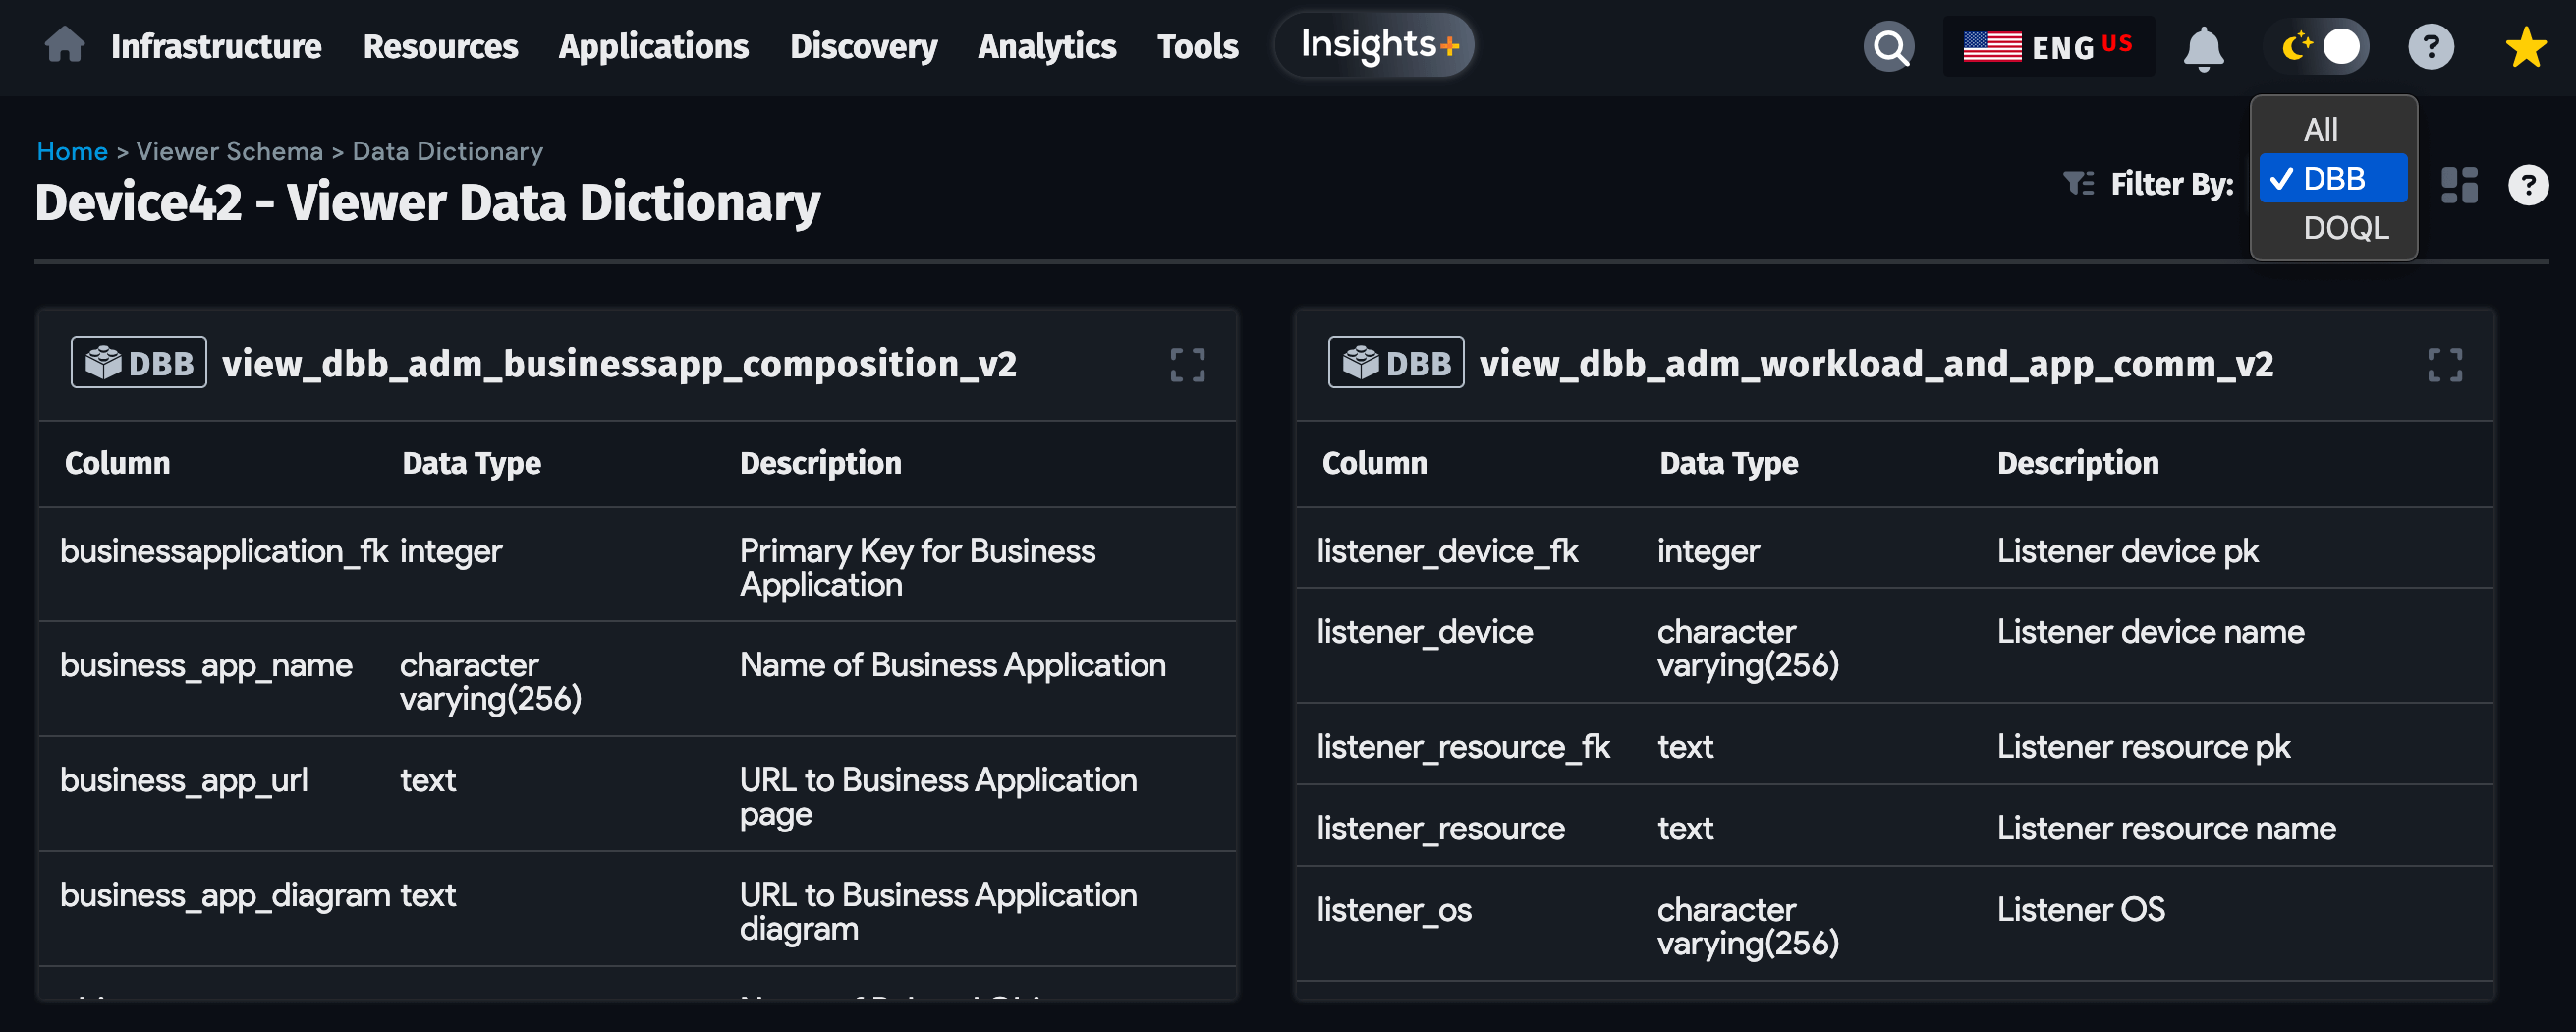 Infrastructure Resources Applications Discovery Analytics Tools Insights+ ENG US ?
Home > Viewer Schema > Data Dictionary
Device42 - Viewer Data Dictionary
Filter By:
All
✓ DBB
DOQL
?
DBB view_dbb_adm_businessapp_composition_v2
Column Data Type Description
businessapplication_fk integer Primary Key for Business
Application
business_app_name character Name of Business Application
varying(256)
business_app_url text URL to Business Application
page
business_app_diagram text URL to Business Application
diagram
DBB view_dbb_adm_workload_and_app_comm_v2
Column Data Type Description
listener_device_fk integer Listener device pk
listener_device character Listener device name
varying(256)
listener_resource_fk text Listener resource pk
listener_resource text Listener resource name
listener_os character Listener OS
varying(256)